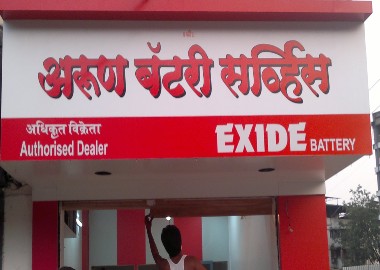 अरूण बॅटरी सर्व्हिस
अधिकृत विक्रेता
Authorised Dealer
EXIDE BATTERY